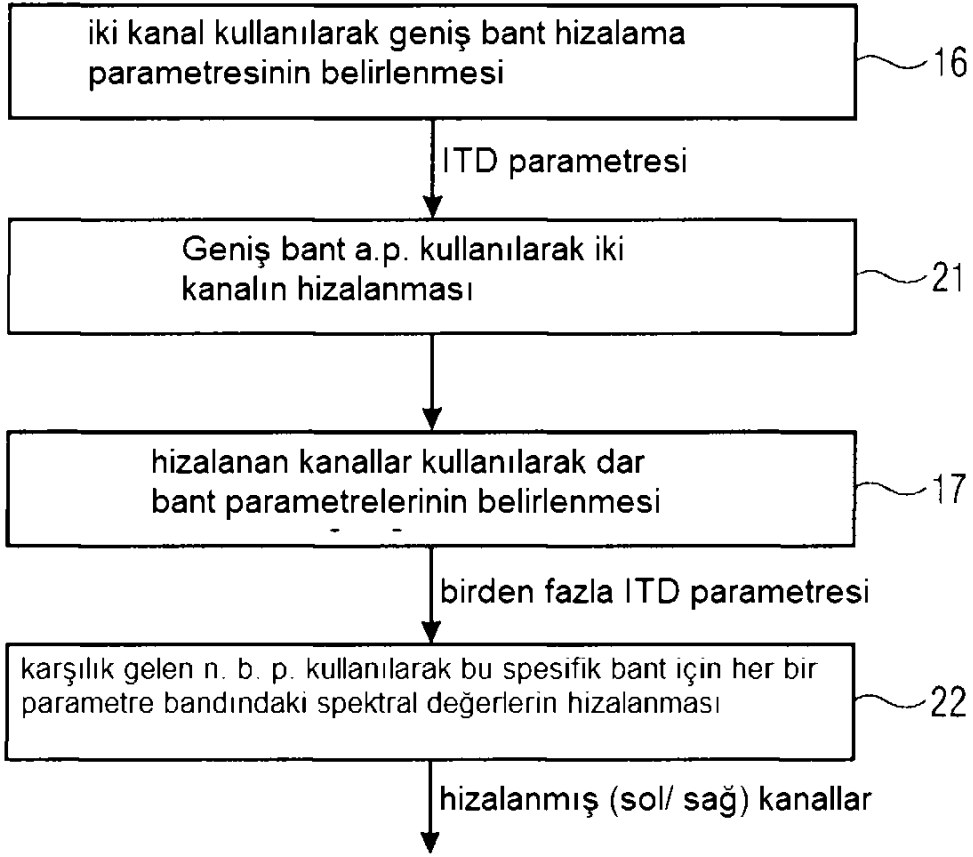 iki kanal kullanılarak geniş bant hizalama
parametresinin belirlenmesi
16
ITD parametresi
Geniş bant a.p. kullanılarak iki
kanalın hizalanması
21
hizalanan kanallar kullanılarak dar
bant parametrelerinin belirlenmesi
17
birden fazla ITD parametresi
karşılık gelen n. b. p. kullanılarak bu spesifik bant için her bir
parametre bandındaki spektral değerlerin hizalanması
22
hizalanmış (sol/ sağ) kanallar